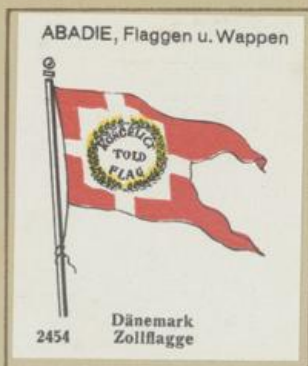 ABADIE, Flaggen u. Wappen
KONGELIGT
TOLD
FLAG
Dänemark
2454 Zollflagge